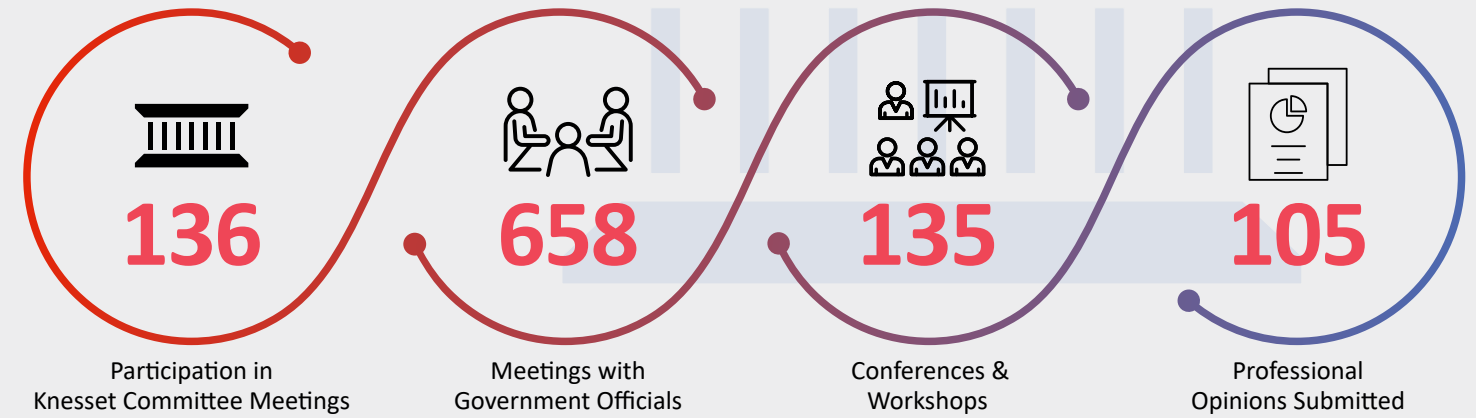 136
Participation in
Knesset Committee Meetings
658
Meetings with
Government Officials
135
Conferences &
Workshops
105
Professional
Opinions Submitted